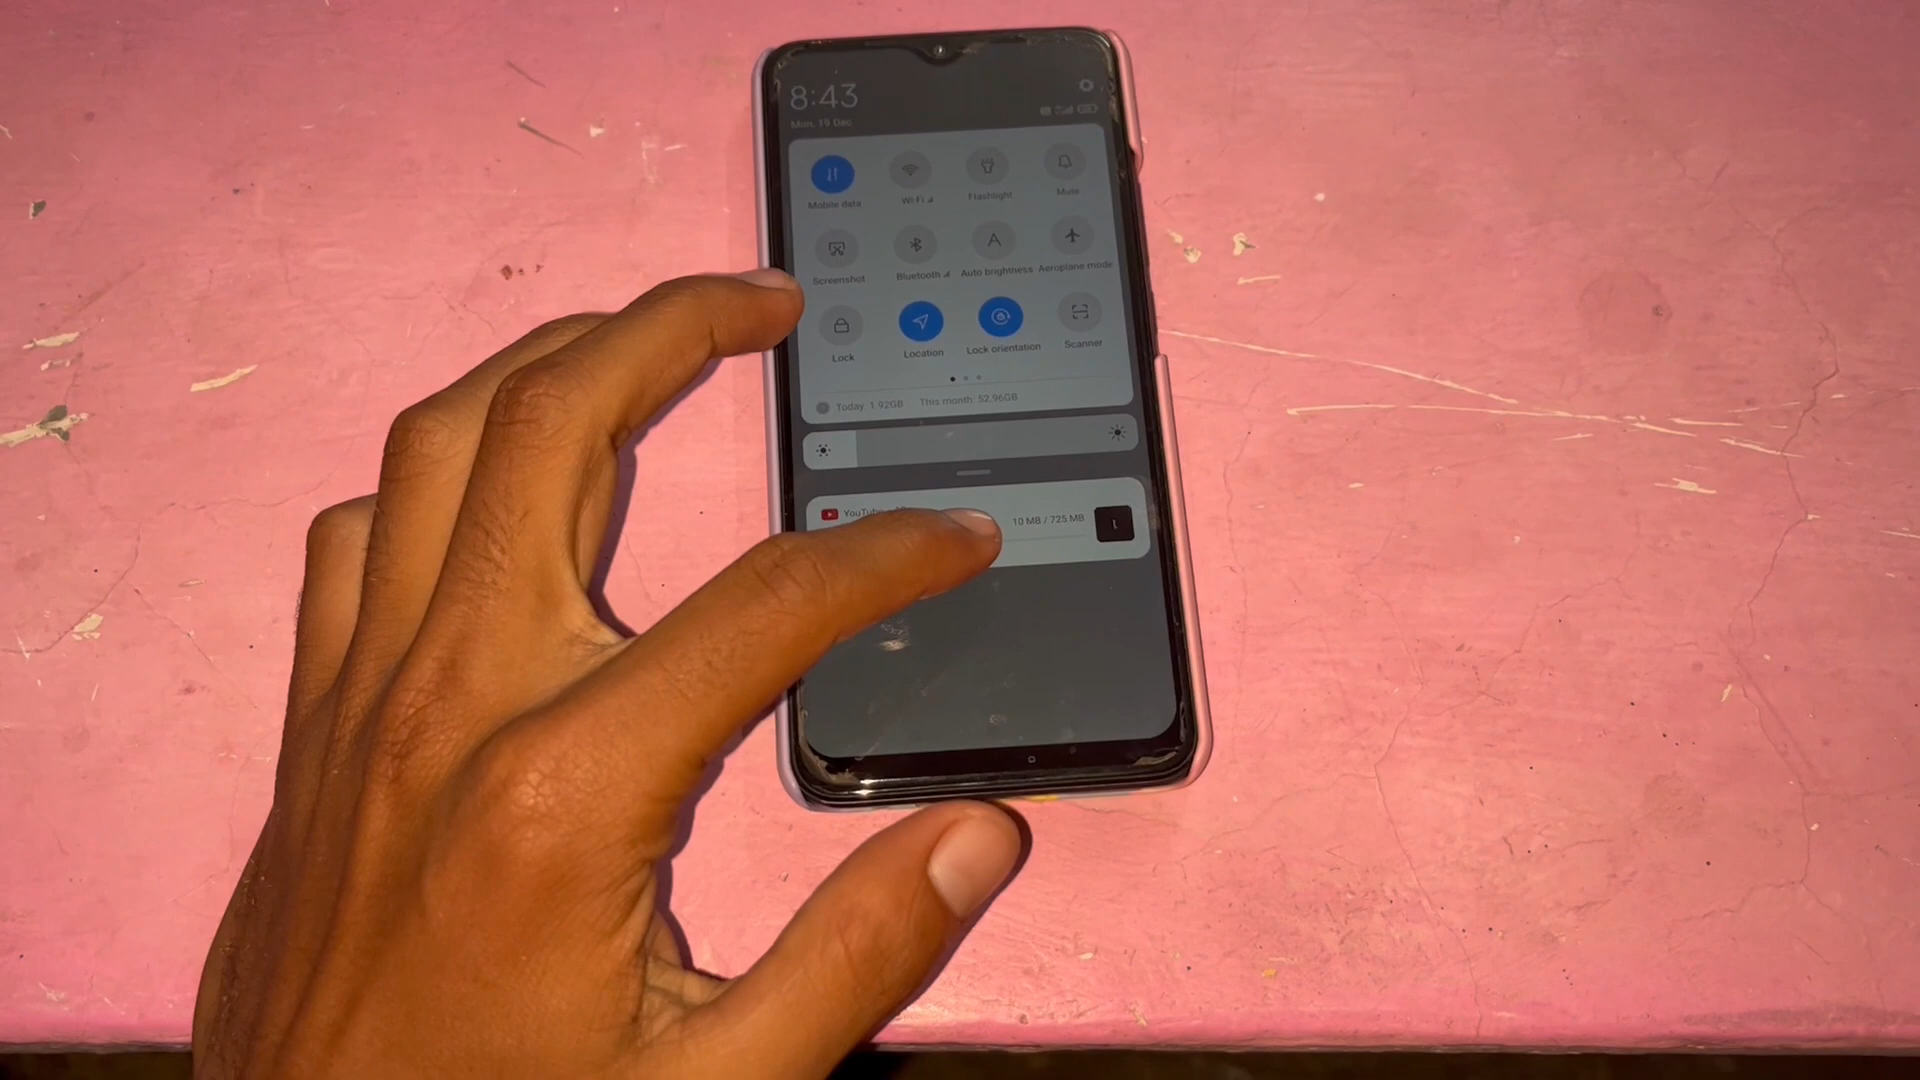 8:43
Mon, 19 Dec
Mobile data
Wi-Fi
Flashlight
Mute
Screenshot
Bluetooth
Auto brightness
Aeroplane mode
A
Lock
Location
Lock orientation
Scanner
Today: 1.92GB This month: 52.96GB
YouTube
10 MB / 725 MB
L